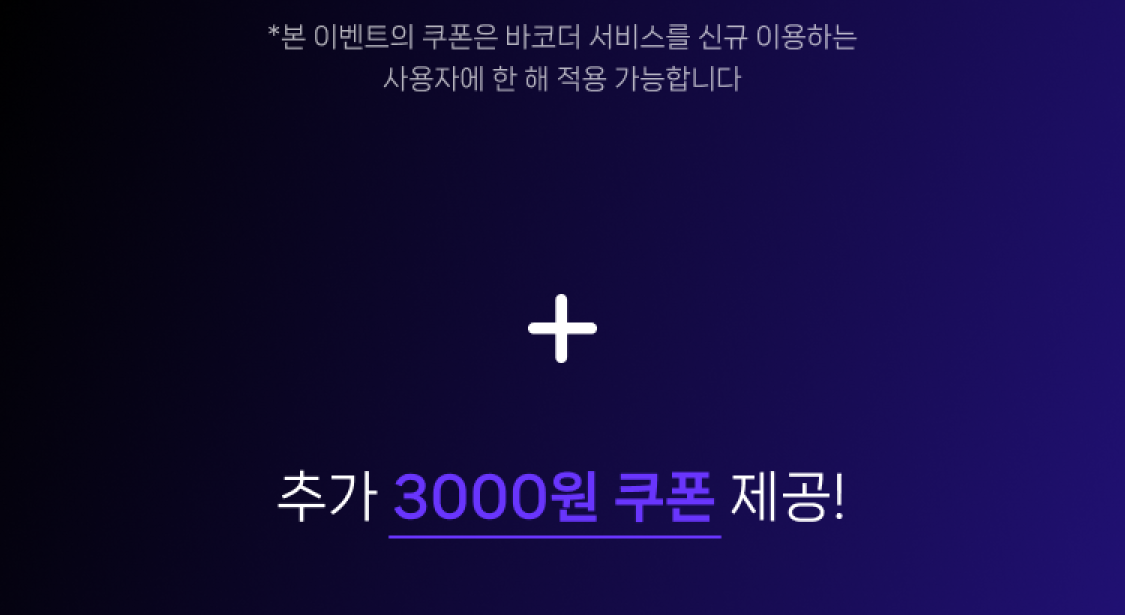 *본 이벤트의 쿠폰은 바코더 서비스를 신규 이용하는
사용자에 한 해 적용 가능합니다
+
추가 3000원 쿠폰 제공!